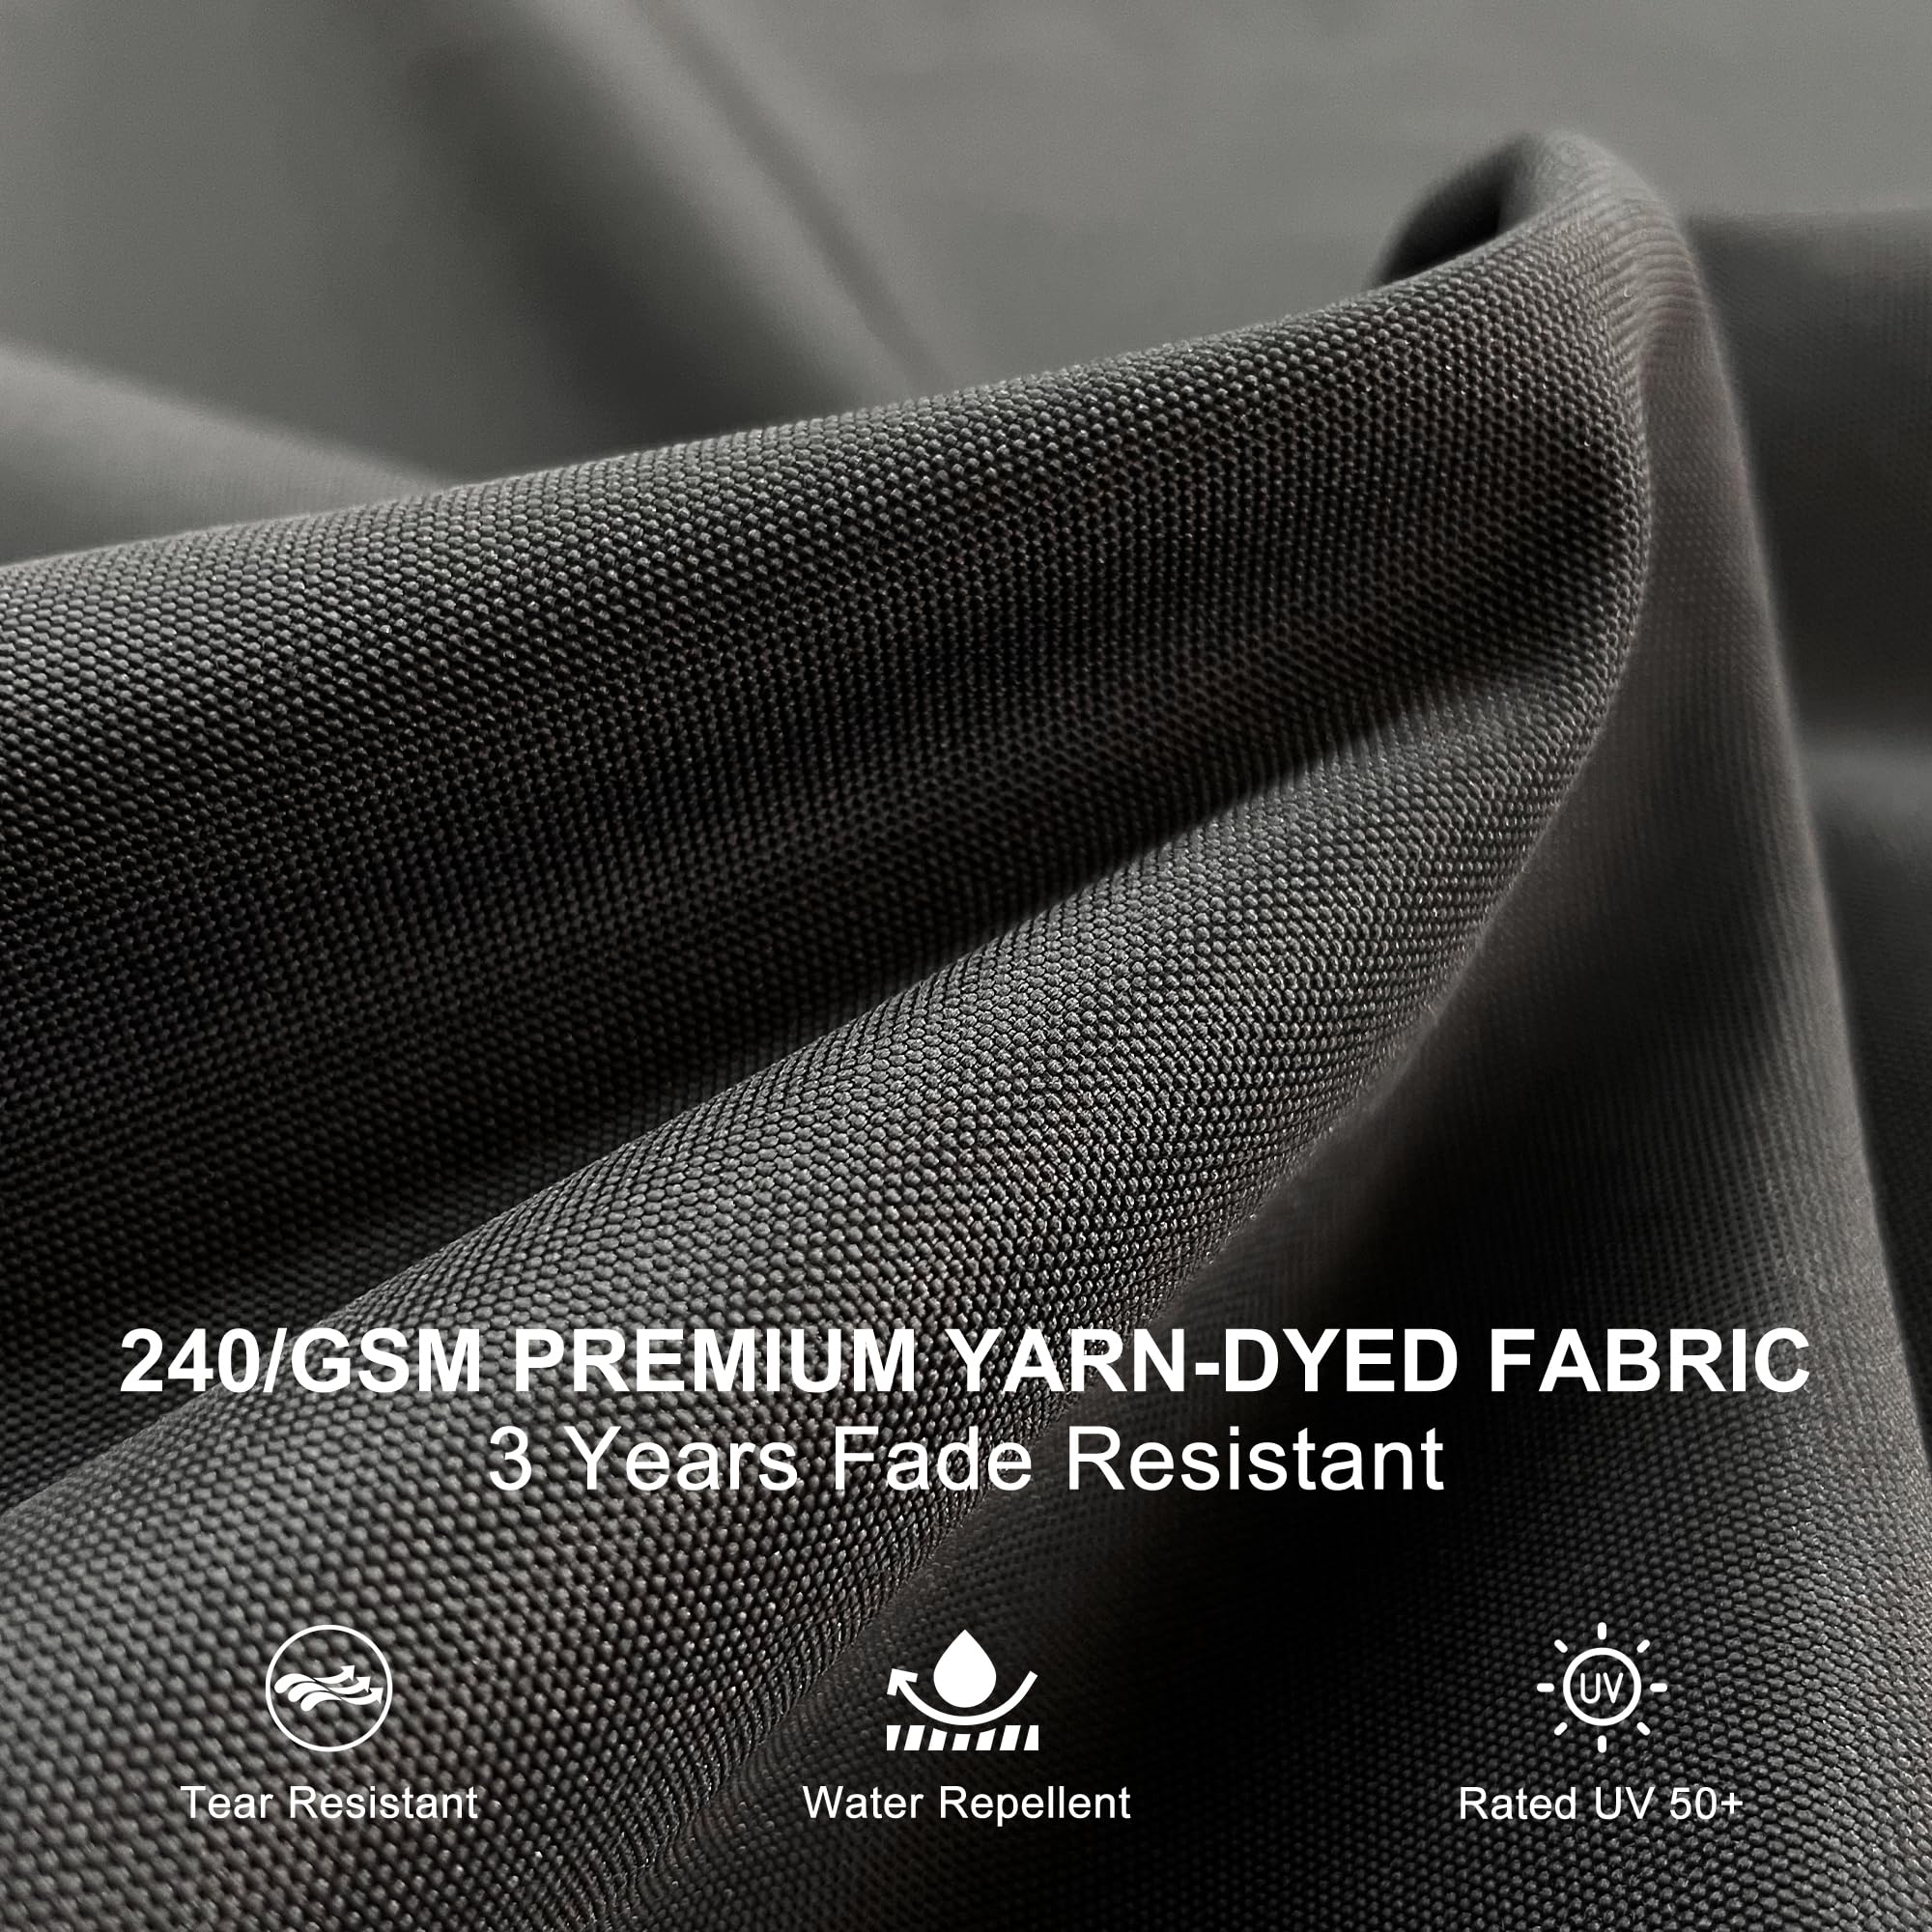 240/GSM PREMIUM YARN-DYED FABRIC
3 Years Fade Resistant
UV
Tear Resistant
Water Repellent
Rated UV 50+